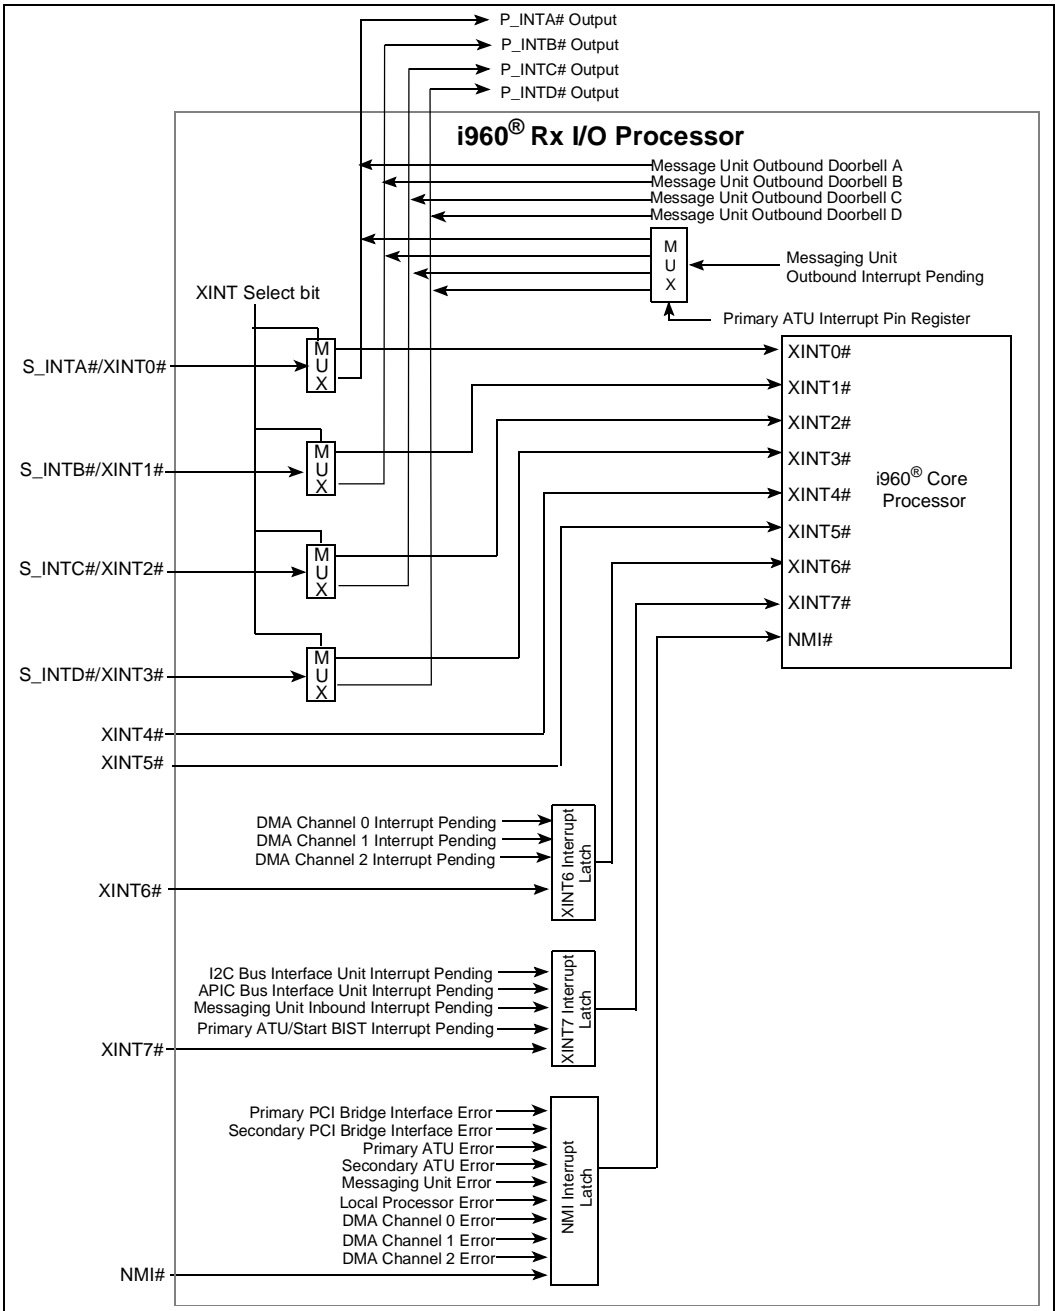 P_INTA# Output
P_INTB# Output
P_INTC# Output
P_INTD# Output
i960® Rx I/O Processor
Message Unit Outbound Doorbell A
Message Unit Outbound Doorbell B
Message Unit Outbound Doorbell C
Message Unit Outbound Doorbell D
MUX
Messaging Unit
Outbound Interrupt Pending
Primary ATU Interrupt Pin Register
XINT Select bit
S_INTA#/XINT0#
MUX
S_INTB#/XINT1#
MUX
S_INTC#/XINT2#
MUX
S_INTD#/XINT3#
MUX
XINT0#
XINT1#
XINT2#
XINT3#
XINT4#
XINT5#
XINT6#
XINT7#
NMI#
i960® Core
Processor
XINT4#
XINT5#
DMA Channel 0 Interrupt Pending
DMA Channel 1 Interrupt Pending
DMA Channel 2 Interrupt Pending
XINT6#
XINT6 Interrupt
Latch
I2C Bus Interface Unit Interrupt Pending
APIC Bus Interface Unit Interrupt Pending
Messaging Unit Inbound Interrupt Pending
Primary ATU/Start BIST Interrupt Pending
XINT7#
XINT7 Interrupt
Latch
Primary PCI Bridge Interface Error
Secondary PCI Bridge Interface Error
Primary ATU Error
Secondary ATU Error
Messaging Unit Error
Local Processor Error
DMA Channel 0 Error
DMA Channel 1 Error
DMA Channel 2 Error
NMI#
NMI Interrupt
Latch